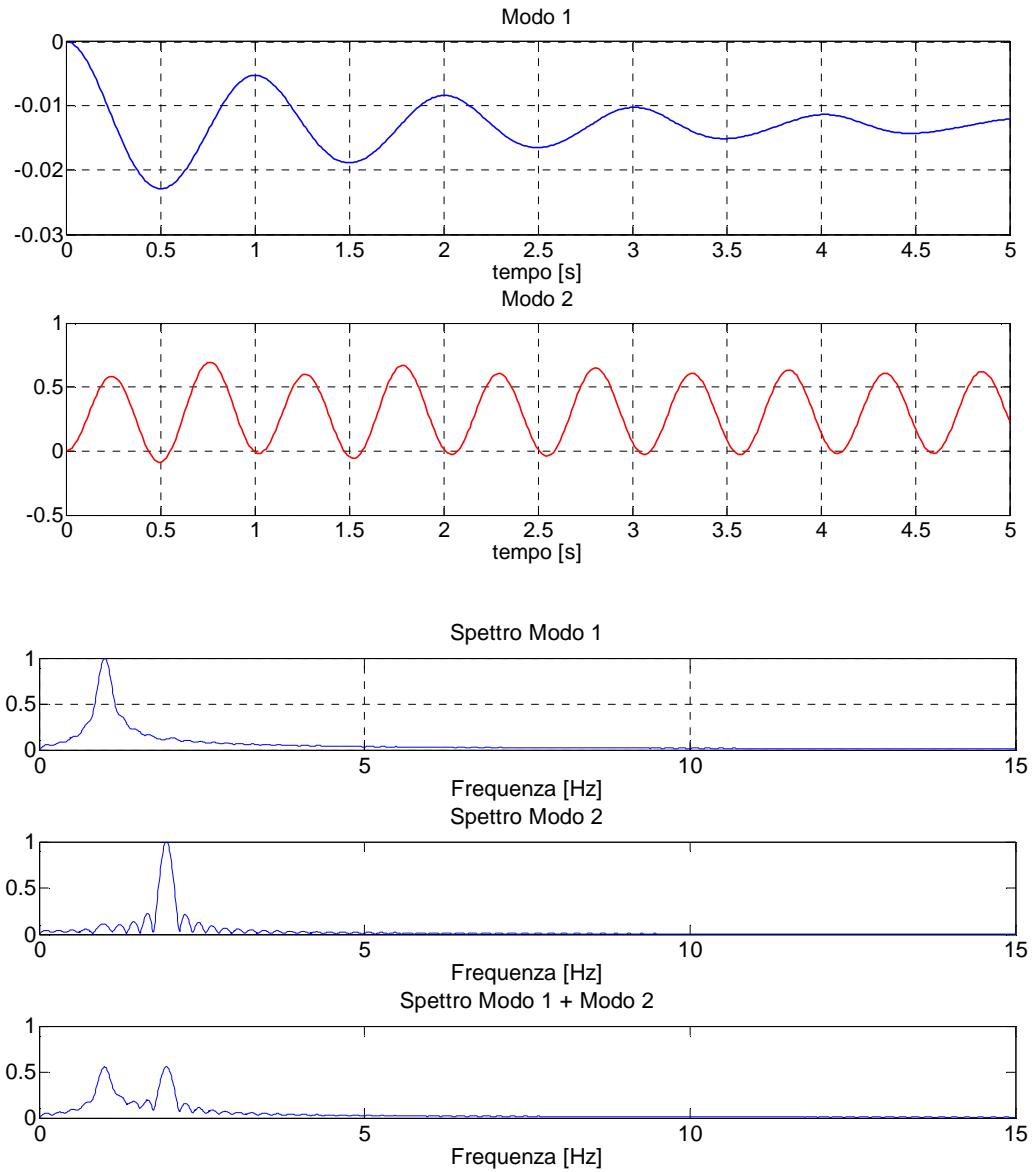 Modo 1
0
-0.01
-0.02
-0.03
0 0.5 1 1.5 2 2.5 3 3.5 4 4.5 5
tempo [s]
Modo 2
1
0.5
0
-0.5
0 0.5 1 1.5 2 2.5 3 3.5 4 4.5 5
tempo [s]
Spettro Modo 1
1
0.5
0
0 5 10 15
Frequenza [Hz]
Spettro Modo 2
1
0.5
0
0 5 10 15
Frequenza [Hz]
Spettro Modo 1 + Modo 2
1
0.5
0
0 5 10 15
Frequenza [Hz]